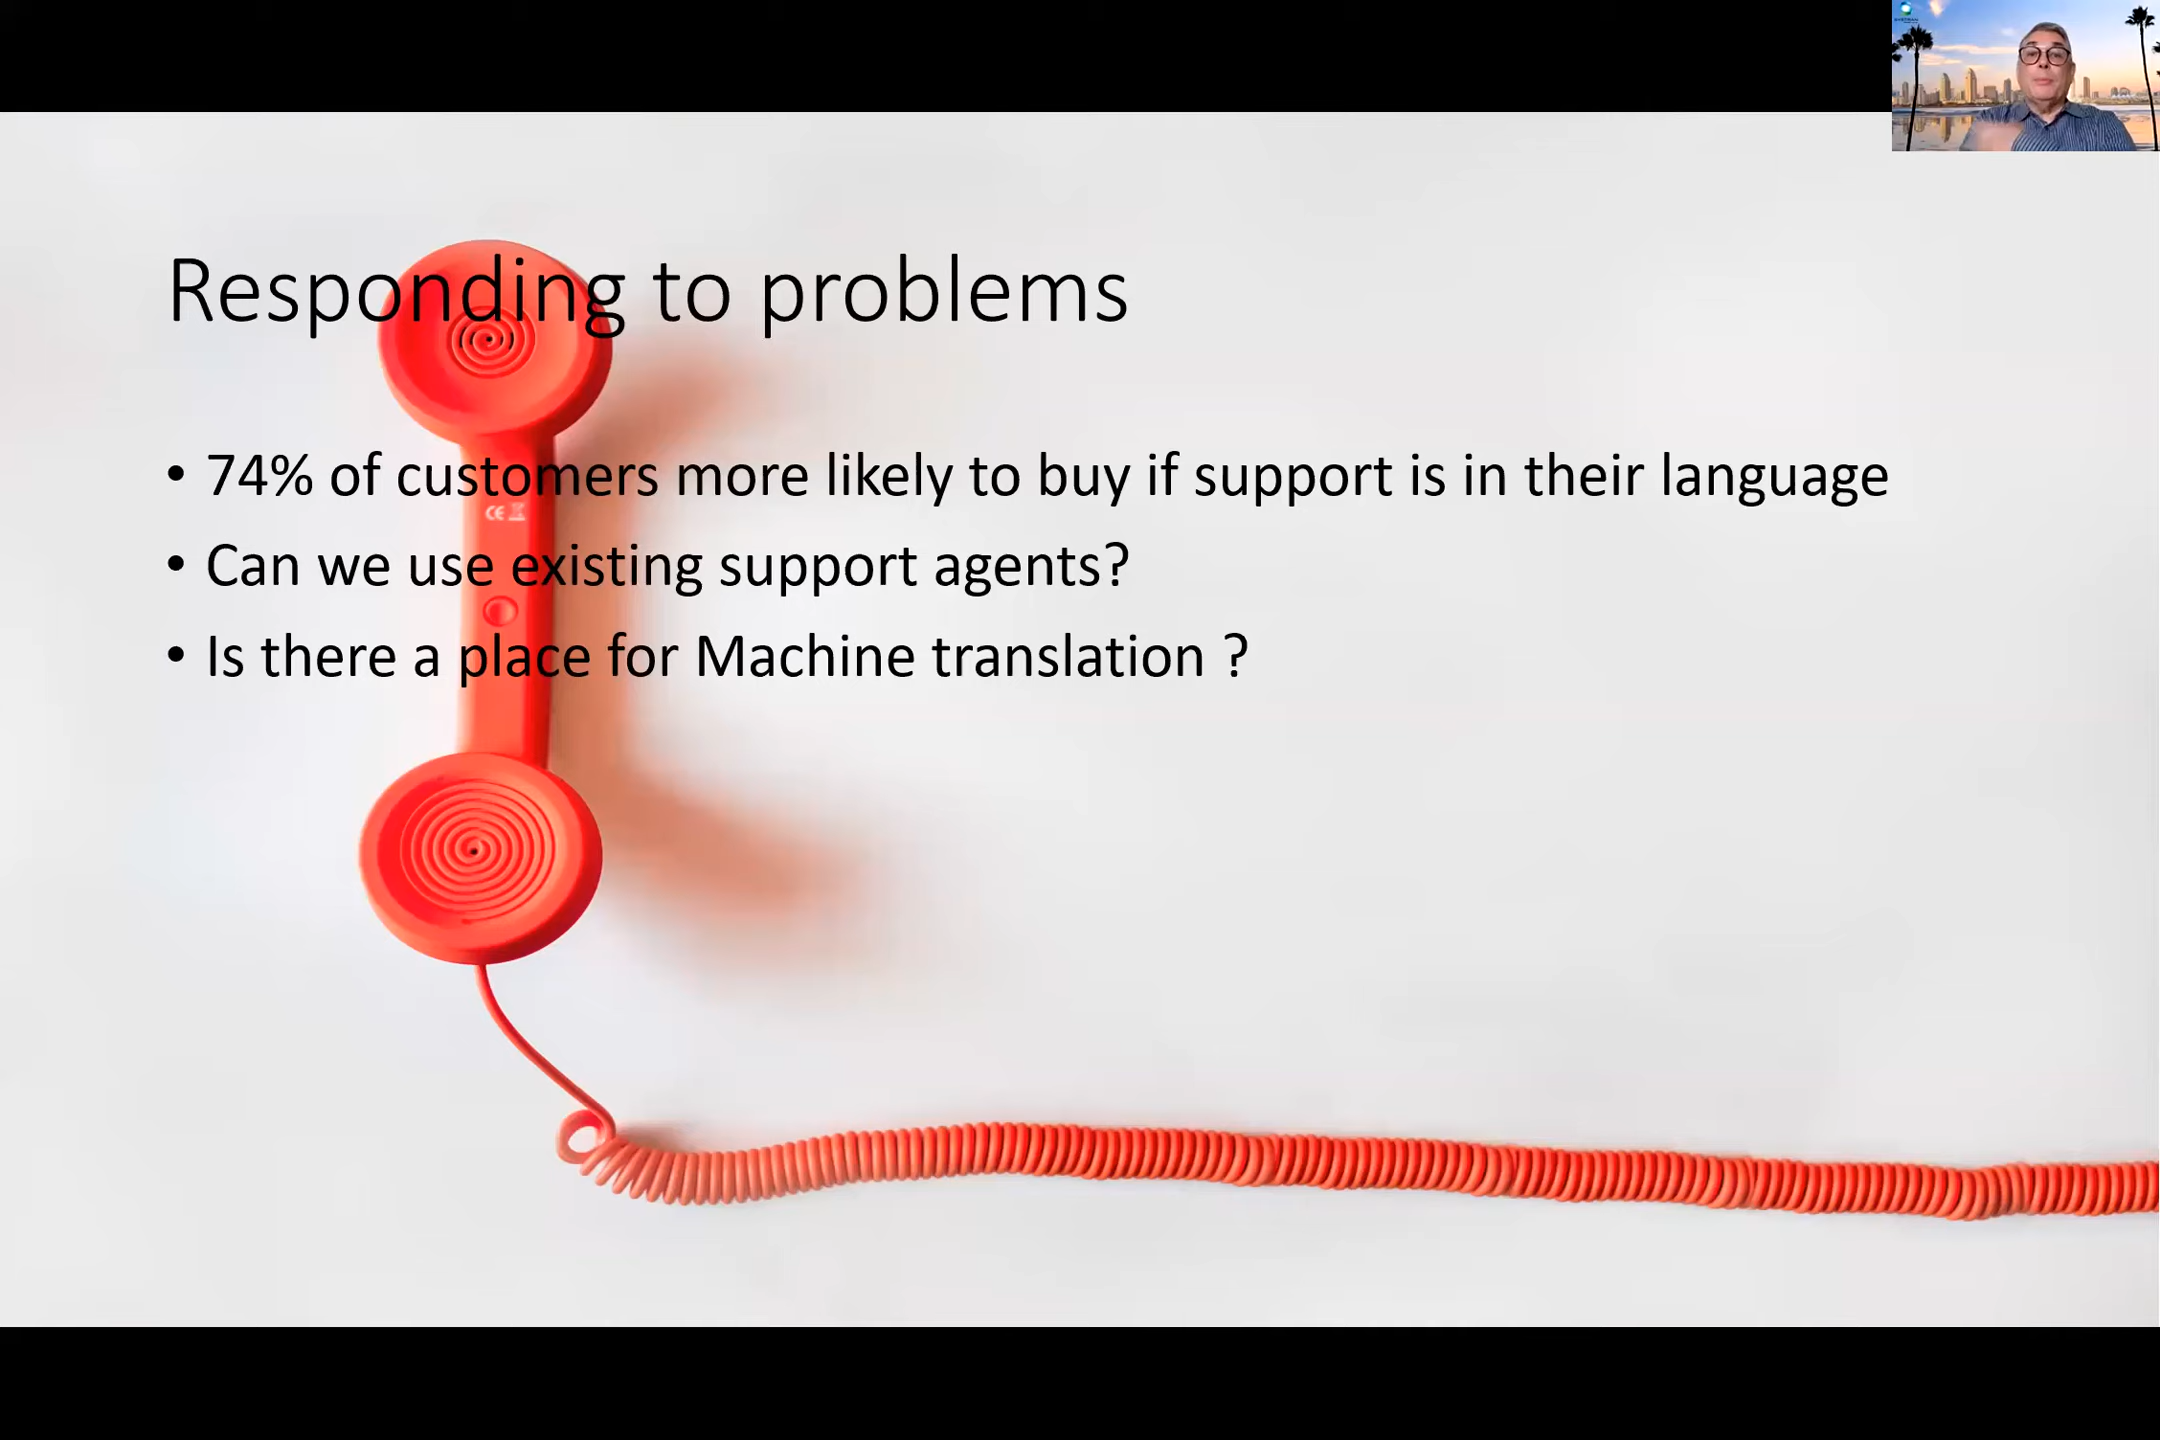 Responding to problems
• 74% of customers more likely to buy if support is in their language
CE
• Can we use existing support agents?
• Is there a place for Machine translation ?